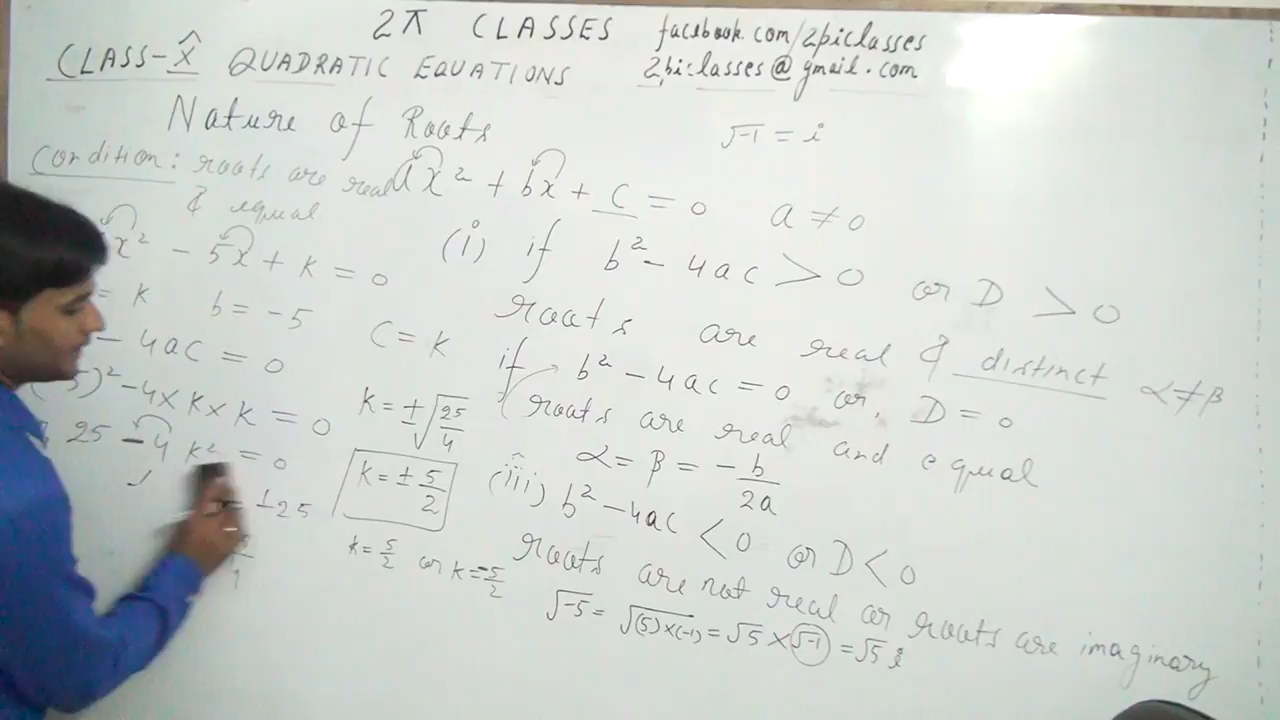 2π CLASSES
facebook.com/2piclasses
CLASS-X QUADRATIC EQUATIONS
2piclasses@gmail.com
Nature of Roots
√-1 = i
Condition: roots are real
& equal
ax² + bx + c = 0 a ≠ 0
x² - 5x + k = 0
= k b = -5
c = k
- 4ac = 0
5)² - 4 x k x k = 0
25 - 4 k² = 0
±25
k = ±√25/4
k = ± 5/2
k = 5/2 or k = -5/2
(i) if b² - 4ac > 0 or D > 0
roots are real & distinct α ≠ β
if b² - 4ac = 0 or, D = 0
roots are real and equal
α = β = -b/2a
(iii) b² - 4ac < 0 or D < 0
roots are not real or roots are imaginary
√-5 = √(5)x(-1) = √5 x √-1 = √5 i